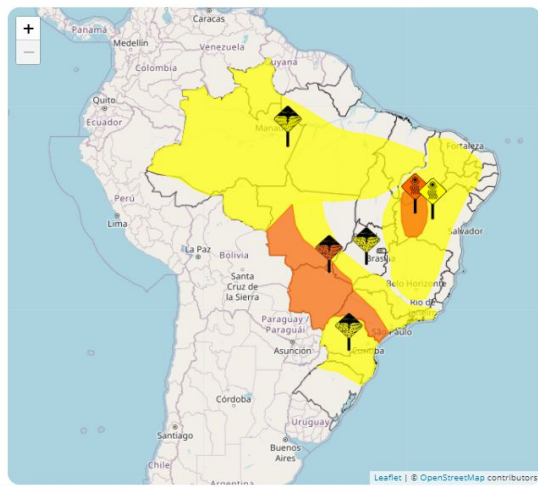 +
−
Caracas
Panamá
Medellín
Venezuela
Guyana
Colombia
Quito
Ecuador
Manaus
Fortaleza
Perú
Lima
Salvador
La Paz
Bolivia
Brasília
Santa
Cruz de
la Sierra
Belo Horizonte
Rio de
Janeiro
Paraguay /
Paraguái
São Paulo
Asunción
Curitiba
Córdoba
Uruguay
Santiago
Buenos
Aires
Chile
Argentina
Leaflet | © OpenStreetMap contributors